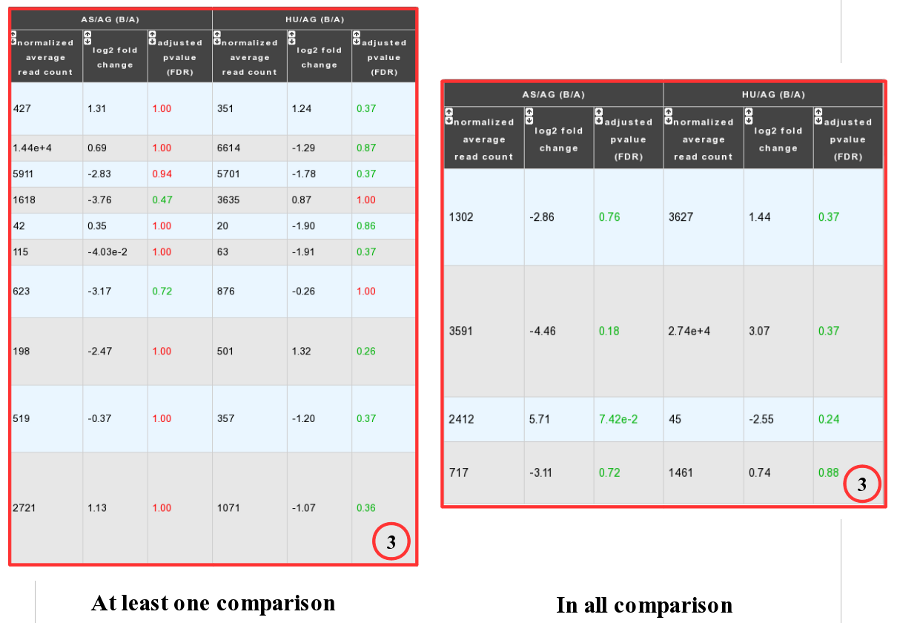 AS/AG (B/A) HU/AG (B/A)
normalized average read count log2 fold change adjusted pvalue (FDR) normalized average read count log2 fold change adjusted pvalue (FDR)
427 1.31 1.00 351 1.24 0.37
1.44e+4 0.69 1.00 6614 -1.29 0.87
5911 -2.83 0.94 5701 -1.78 0.37
1618 -3.76 0.47 3635 0.87 1.00
42 0.35 1.00 20 -1.90 0.86
115 -4.03e-2 1.00 63 -1.91 0.37
623 -3.17 0.72 876 -0.26 1.00
198 -2.47 1.00 501 1.32 0.26
519 -0.37 1.00 357 -1.20 0.37
2721 1.13 1.00 1071 -1.07 0.36
3
At least one comparison
AS/AG (B/A) HU/AG (B/A)
normalized average read count log2 fold change adjusted pvalue (FDR) normalized average read count log2 fold change adjusted pvalue (FDR)
1302 -2.86 0.76 3627 1.44 0.37
3591 -4.46 0.18 2.74e+4 3.07 0.37
2412 5.71 7.42e-2 45 -2.55 0.24
717 -3.11 0.72 1461 0.74 0.88
3
In all comparison